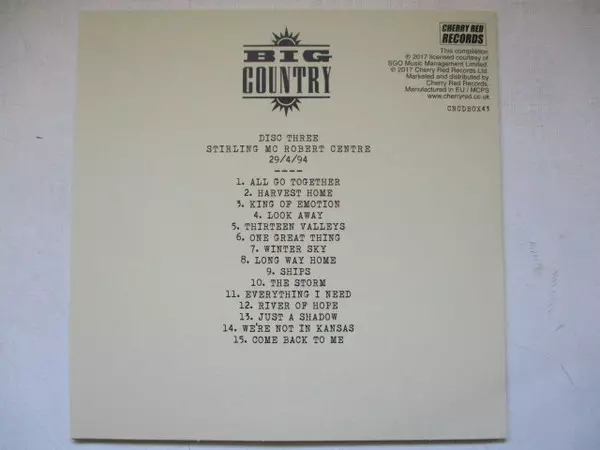 BIG
COUNTRY
CHERRY RED
RECORDS
This compilation
℗ 2017 licensed courtesy of
SGO Music Management Limited.
© 2017 Cherry Red Records Ltd.
Marketed and distributed by
Cherry Red Records.
Manufactured in EU / MCPS
www.cherryred.co.uk
CRCDBOX45
DISC THREE
STIRLING MC ROBERT CENTRE
29/4/94
----
1. ALL GO TOGETHER
2. HARVEST HOME
3. KING OF EMOTION
4. LOOK AWAY
5. THIRTEEN VALLEYS
6. ONE GREAT THING
7. WINTER SKY
8. LONG WAY HOME
9. SHIPS
10. THE STORM
11. EVERYTHING I NEED
12. RIVER OF HOPE
13. JUST A SHADOW
14. WE'RE NOT IN KANSAS
15. COME BACK TO ME